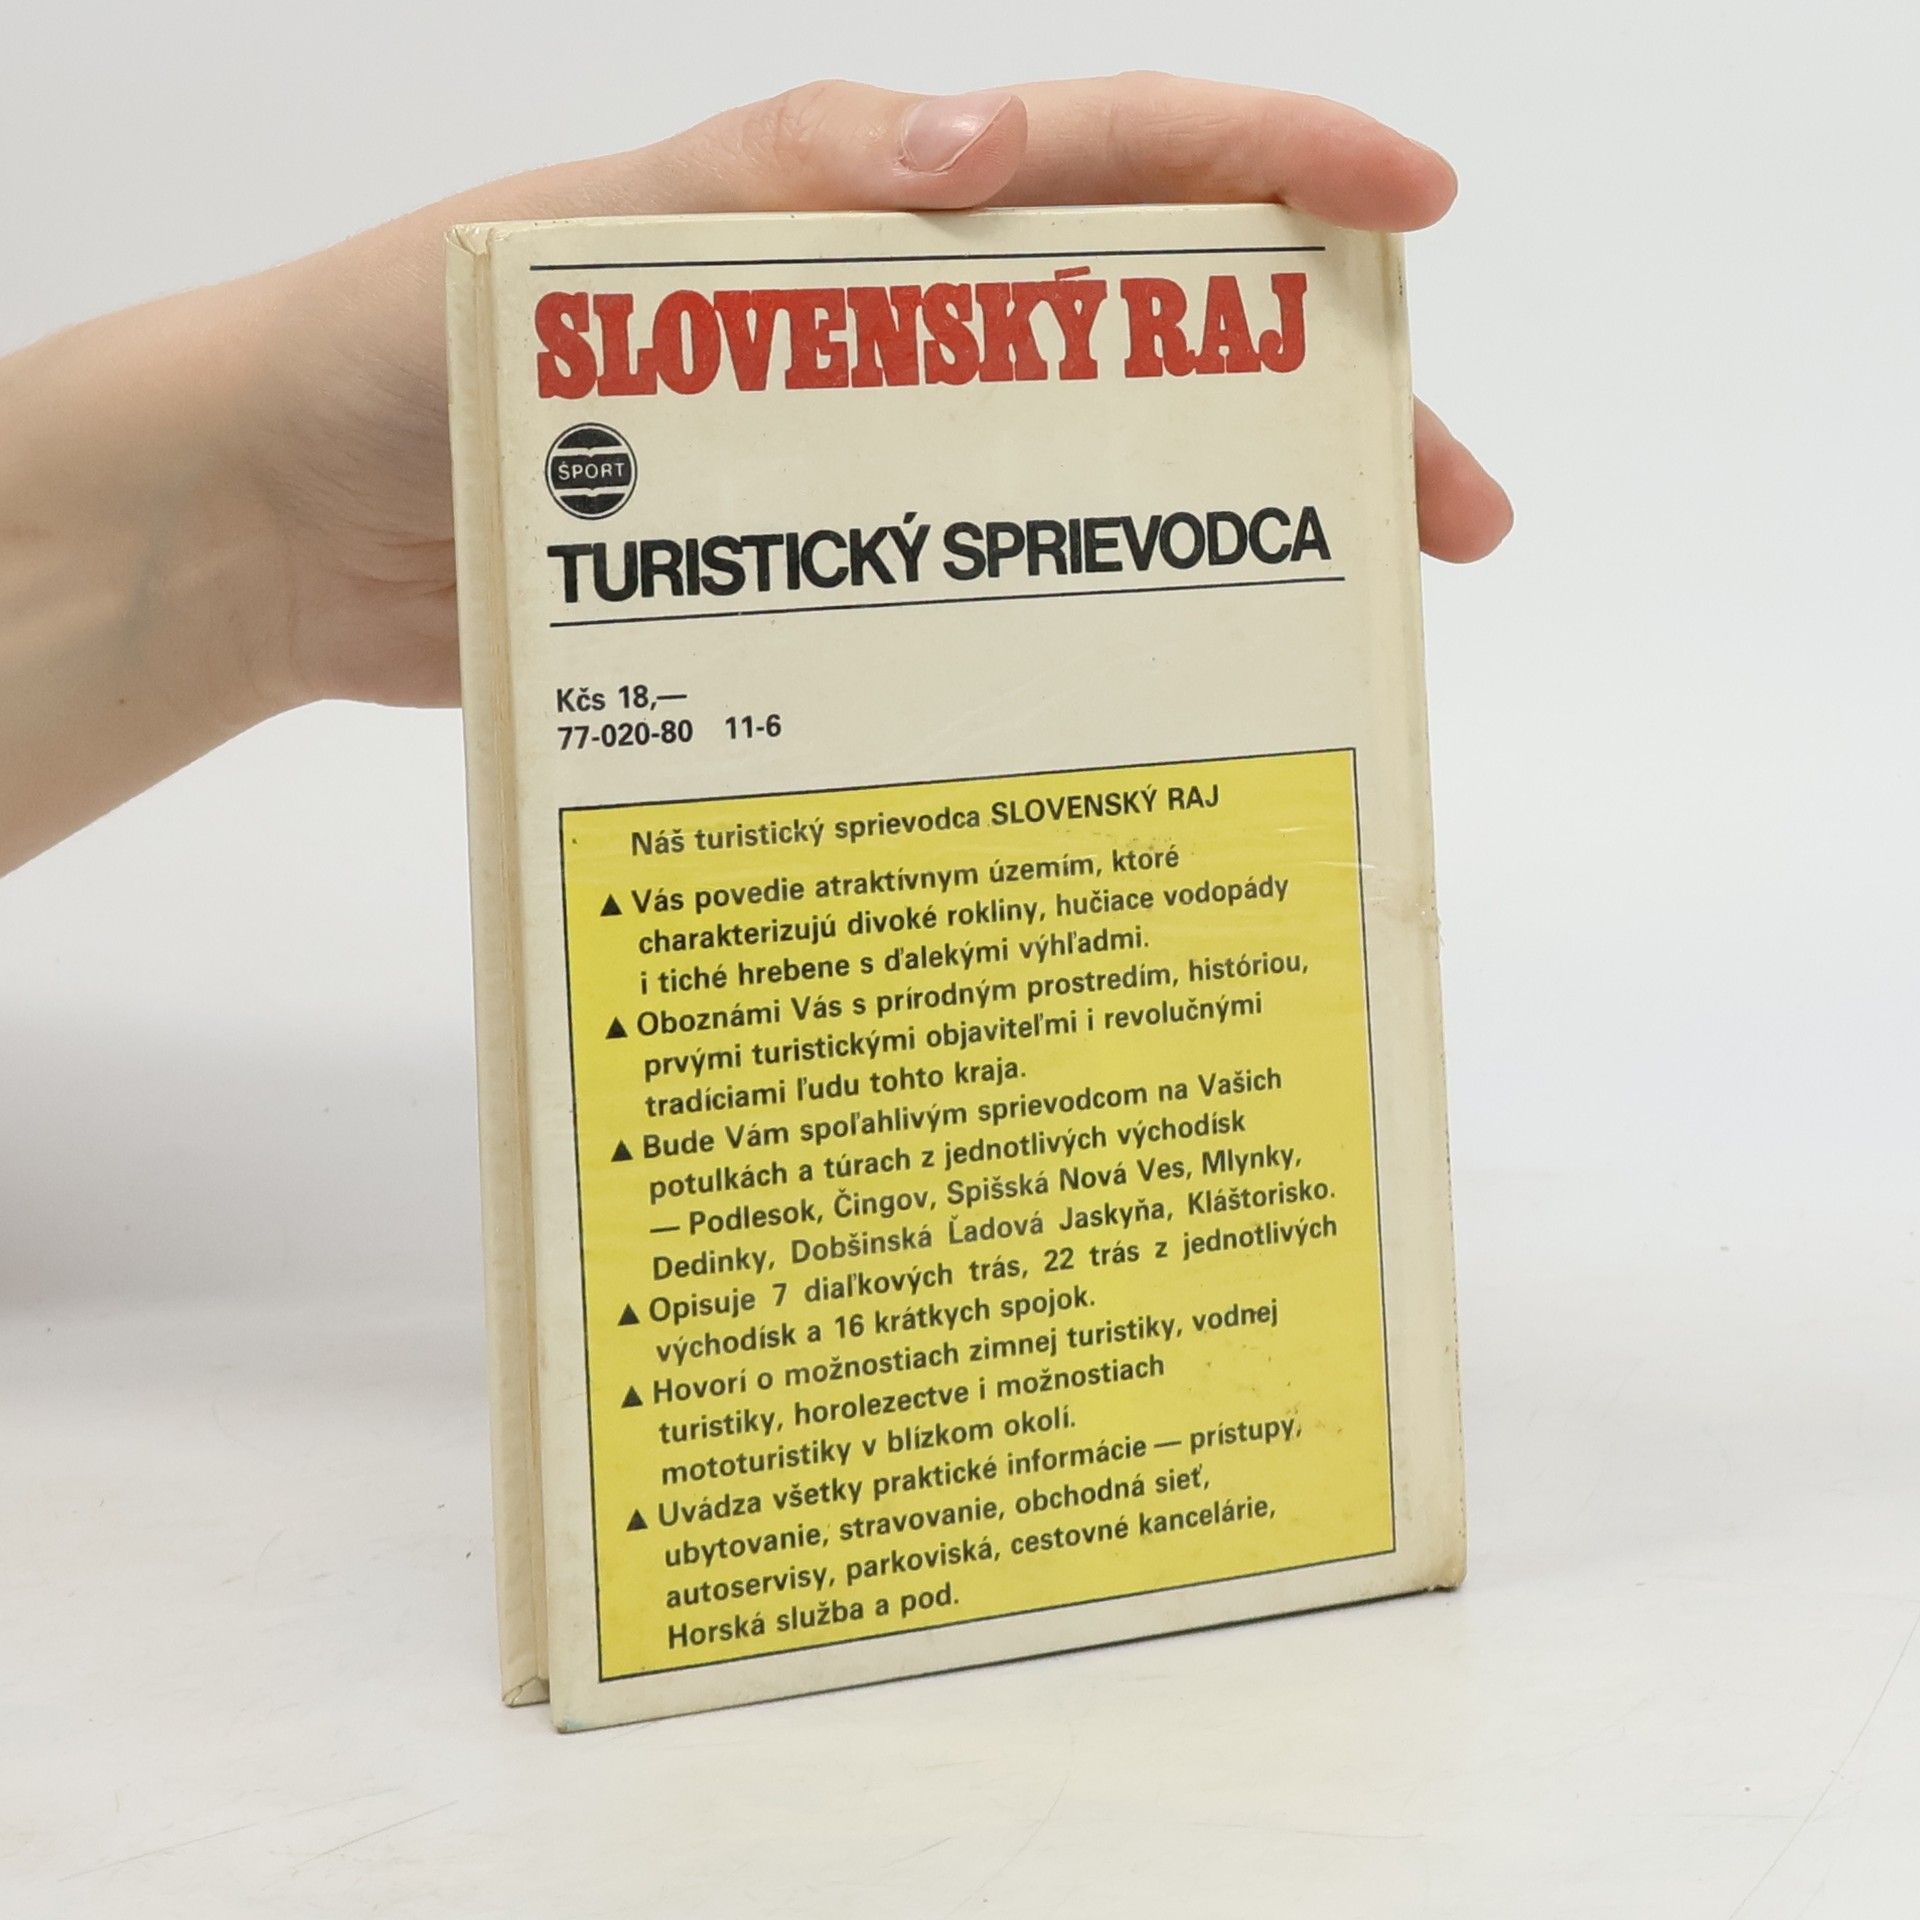 SLOVENSKÝ RAJ
ŠPORT
TURISTICKÝ SPRIEVODCA
Kčs 18,—
77-020-80 11-6
Náš turistický sprievodca SLOVENSKÝ RAJ
▲ Vás povedie atraktívnym územím, ktoré
charakterizujú divoké rokliny, hučiace vodopády
i tiché hrebene s ďalekými výhľadmi.
▲ Oboznámi Vás s prírodným prostredím, históriou,
prvými turistickými objaviteľmi i revolučnými
tradíciami ľudu tohto kraja.
▲ Bude Vám spoľahlivým sprievodcom na Vašich
potulkách a túrach z jednotlivých východísk
— Podlesok, Čingov, Spišská Nová Ves, Mlynky,
Dedinky, Dobšinská Ľadová Jaskyňa, Kláštorisko.
▲ Opisuje 7 diaľkových trás, 22 trás z jednotlivých
východísk a 16 krátkych spojok.
▲ Hovorí o možnostiach zimnej turistiky, vodnej
turistiky, horolezectve i možnostiach
mototuristiky v blízkom okolí.
▲ Uvádza všetky praktické informácie — prístupy,
ubytovanie, stravovanie, obchodná sieť,
autoservisy, parkoviská, cestovné kancelárie,
Horská služba a pod.